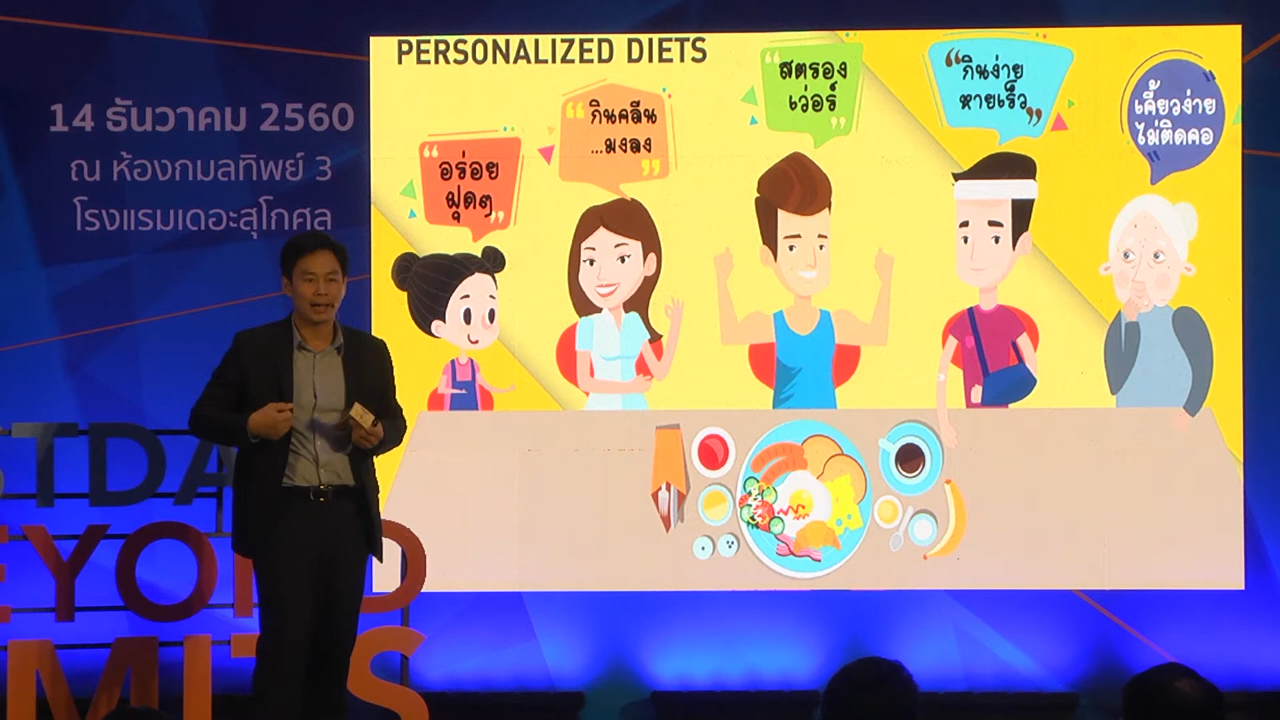 PERSONALIZED DIETS
14 ธันวาคม 2560
ณ ห้องกมลทิพย์ 3
โรงแรมเดอะสุโกศล
“อร่อย
ฝุดๆ”
“กินคลีน
...มงลง”
“สตรอง
เว่อร์”
“กินง่าย
หายเร็ว”
“เคี้ยวง่าย
ไม่ติดคอ”
STDA
EYOND
MITS